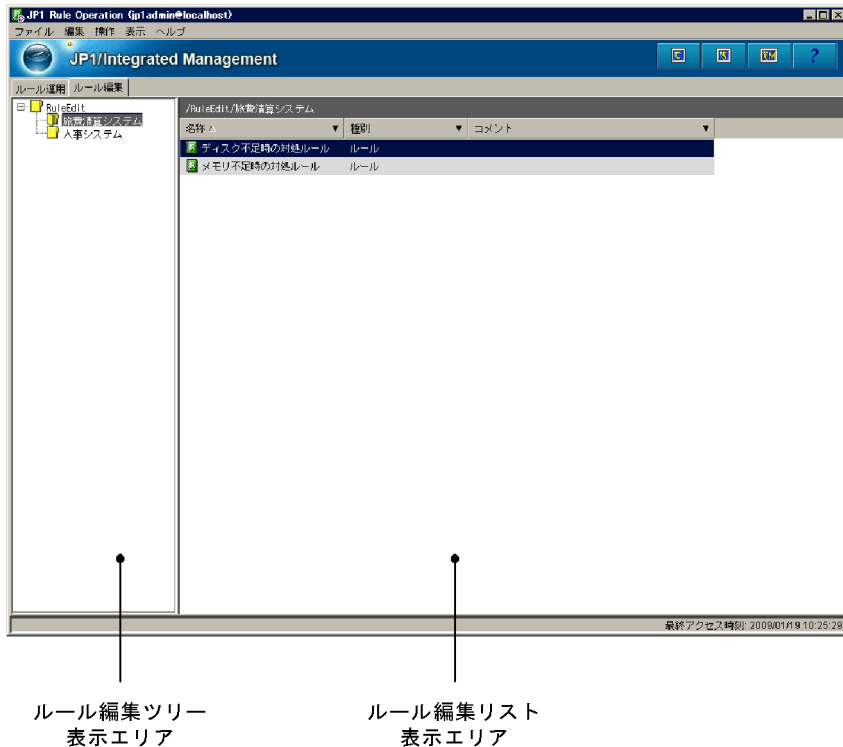 JP1 Rule Operation (jp1admin@localhost)
ファイル 編集 操作 表示 ヘルプ
JP1/Integrated Management
ルール運用 ルール編集
RuleEdit
旅費清算システム
人事システム
/RuleEdit/旅費清算システム
名称 種別 コメント
ディスク不足時の対処ルール ルール
メモリ不足時の対処ルール ルール
最終アクセス時刻: 2009/01/19 10:25:29
ルール編集ツリー
表示エリア
ルール編集リスト
表示エリア